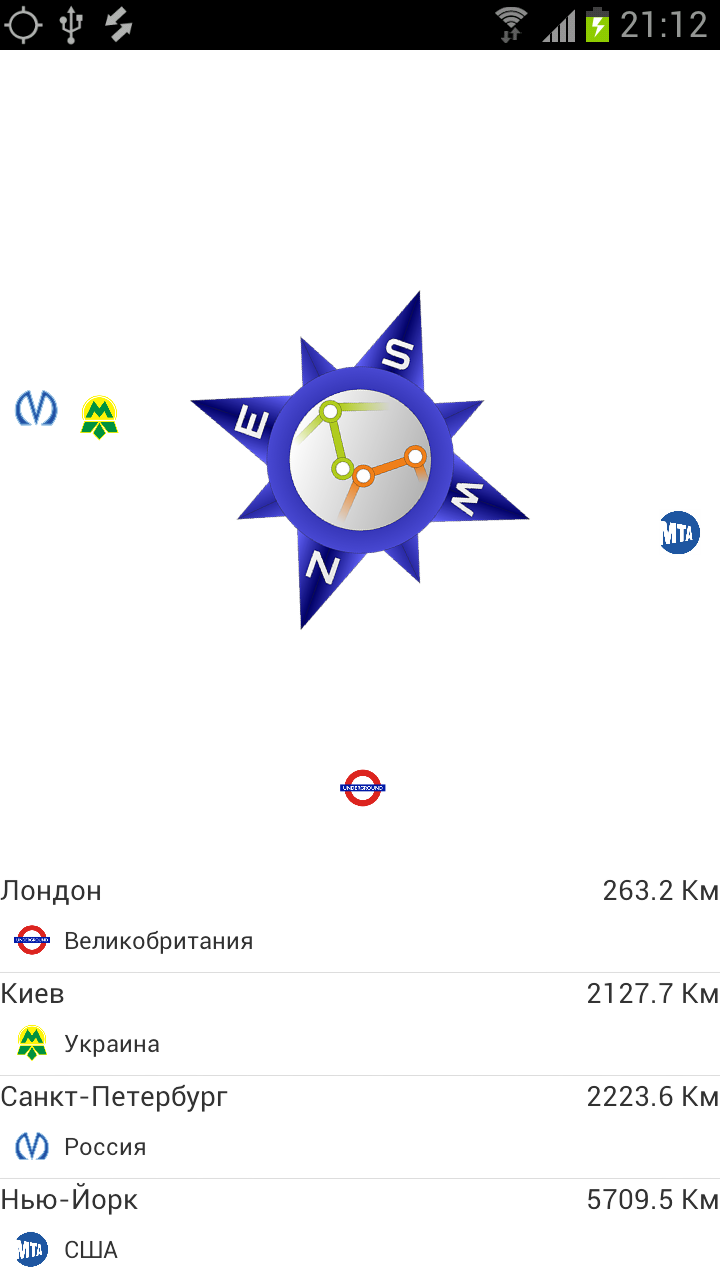 21:12
S
E
W
N
MTA
UNDERGROUND
Лондон 263.2 Км
UNDERGROUND Великобритания
Киев 2127.7 Км
Украина
Санкт-Петербург 2223.6 Км
Россия
Нью-Йорк 5709.5 Км
MTA США